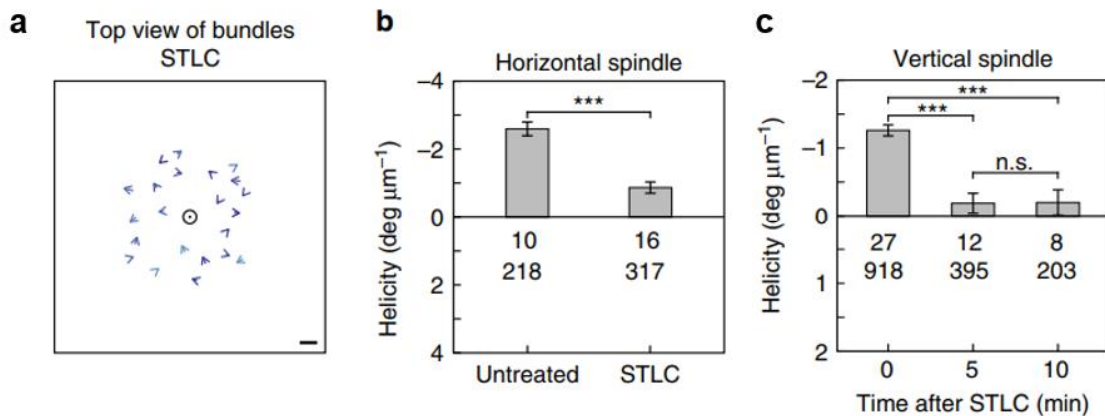 a
Top view of bundles
STLC
b
Horizontal spindle
Helicity (deg μm⁻¹)
–4
–2
0
2
4
***
10 16
218 317
Untreated STLC
c
Vertical spindle
Helicity (deg μm⁻¹)
–2
–1
0
1
2
***
***
n.s.
27 12 8
918 395 203
0 5 10
Time after STLC (min)